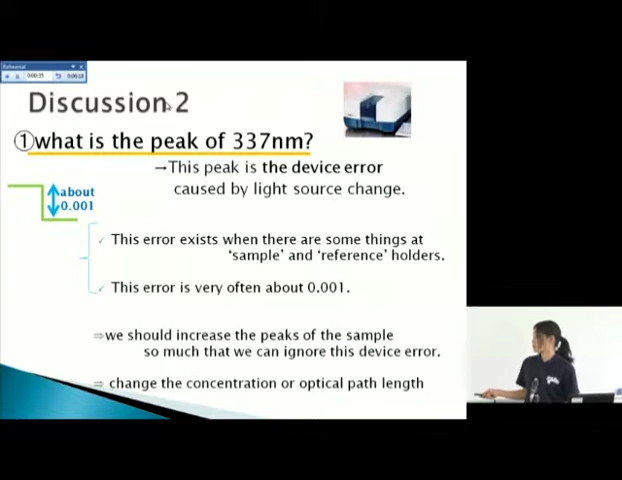 Rehearsal
Discussion 2
①what is the peak of 337nm?
→This peak is the device error
caused by light source change.
about
0.001
✓ This error exists when there are some things at
‘sample’ and ‘reference’ holders.
✓ This error is very often about 0.001.
⇒we should increase the peaks of the sample
so much that we can ignore this device error.
⇒ change the concentration or optical path length